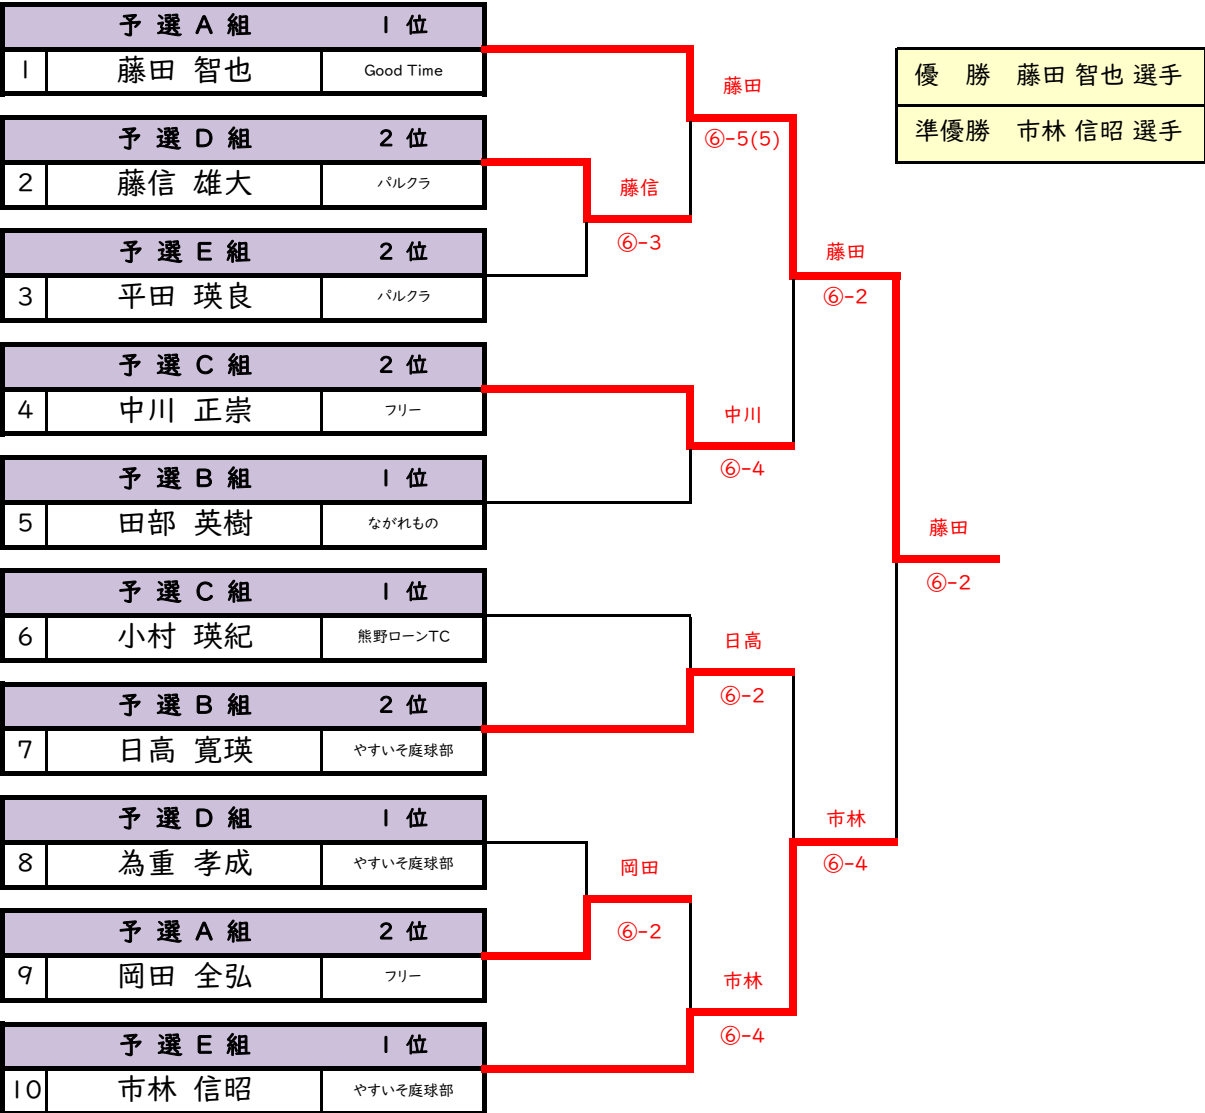 予 選 A 組 1 位
1 藤田 智也 Good Time
予 選 D 組 2 位
2 藤信 雄大 パルクラ
予 選 E 組 2 位
3 平田 瑛良 パルクラ
予 選 C 組 2 位
4 中川 正崇 フリー
予 選 B 組 1 位
5 田部 英樹 ながれもの
予 選 C 組 1 位
6 小村 瑛紀 熊野ローンTC
予 選 B 組 2 位
7 日高 寛瑛 やすいそ庭球部
予 選 D 組 1 位
8 為重 孝成 やすいそ庭球部
予 選 A 組 2 位
9 岡田 全弘 フリー
予 選 E 組 1 位
10 市林 信昭 やすいそ庭球部
藤信
⑥-3
岡田
⑥-2
藤田
⑥-5(5)
中川
⑥-4
日高
⑥-2
市林
⑥-4
藤田
⑥-2
市林
⑥-4
藤田
⑥-2
優 勝 藤田 智也 選手
準優勝 市林 信昭 選手